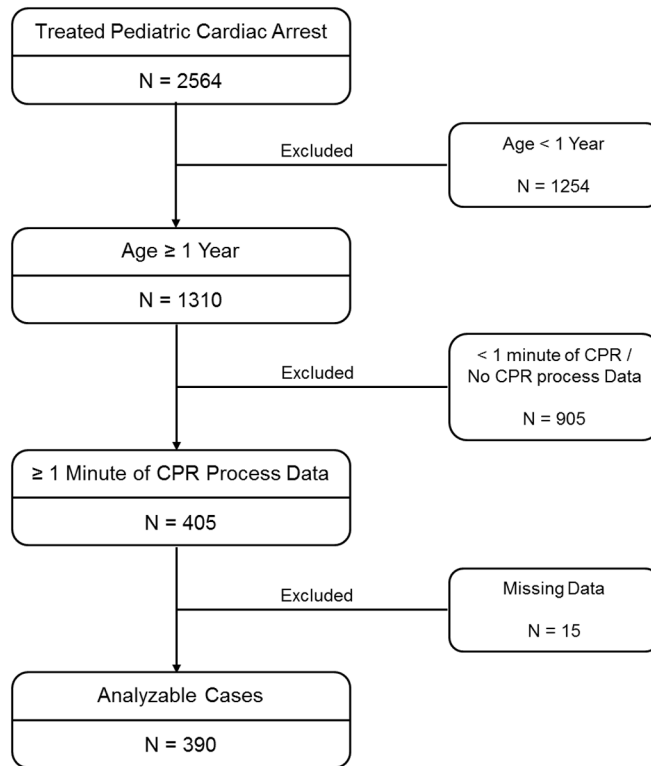 Treated Pediatric Cardiac Arrest
N = 2564
Excluded
Age < 1 Year
N = 1254
Age ≥ 1 Year
N = 1310
Excluded
< 1 minute of CPR /
No CPR process Data
N = 905
≥ 1 Minute of CPR Process Data
N = 405
Excluded
Missing Data
N = 15
Analyzable Cases
N = 390